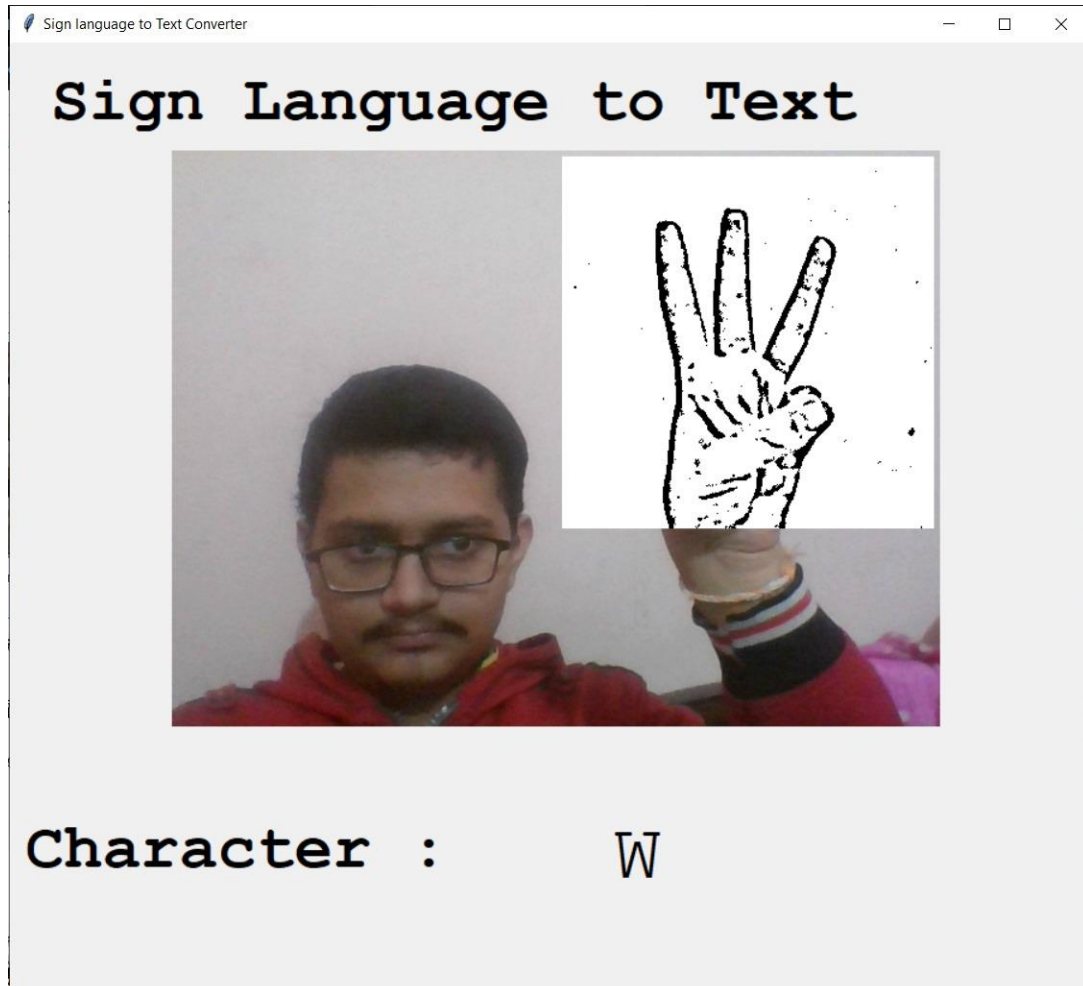 Sign language to Text Converter
Sign Language to Text
Character : W